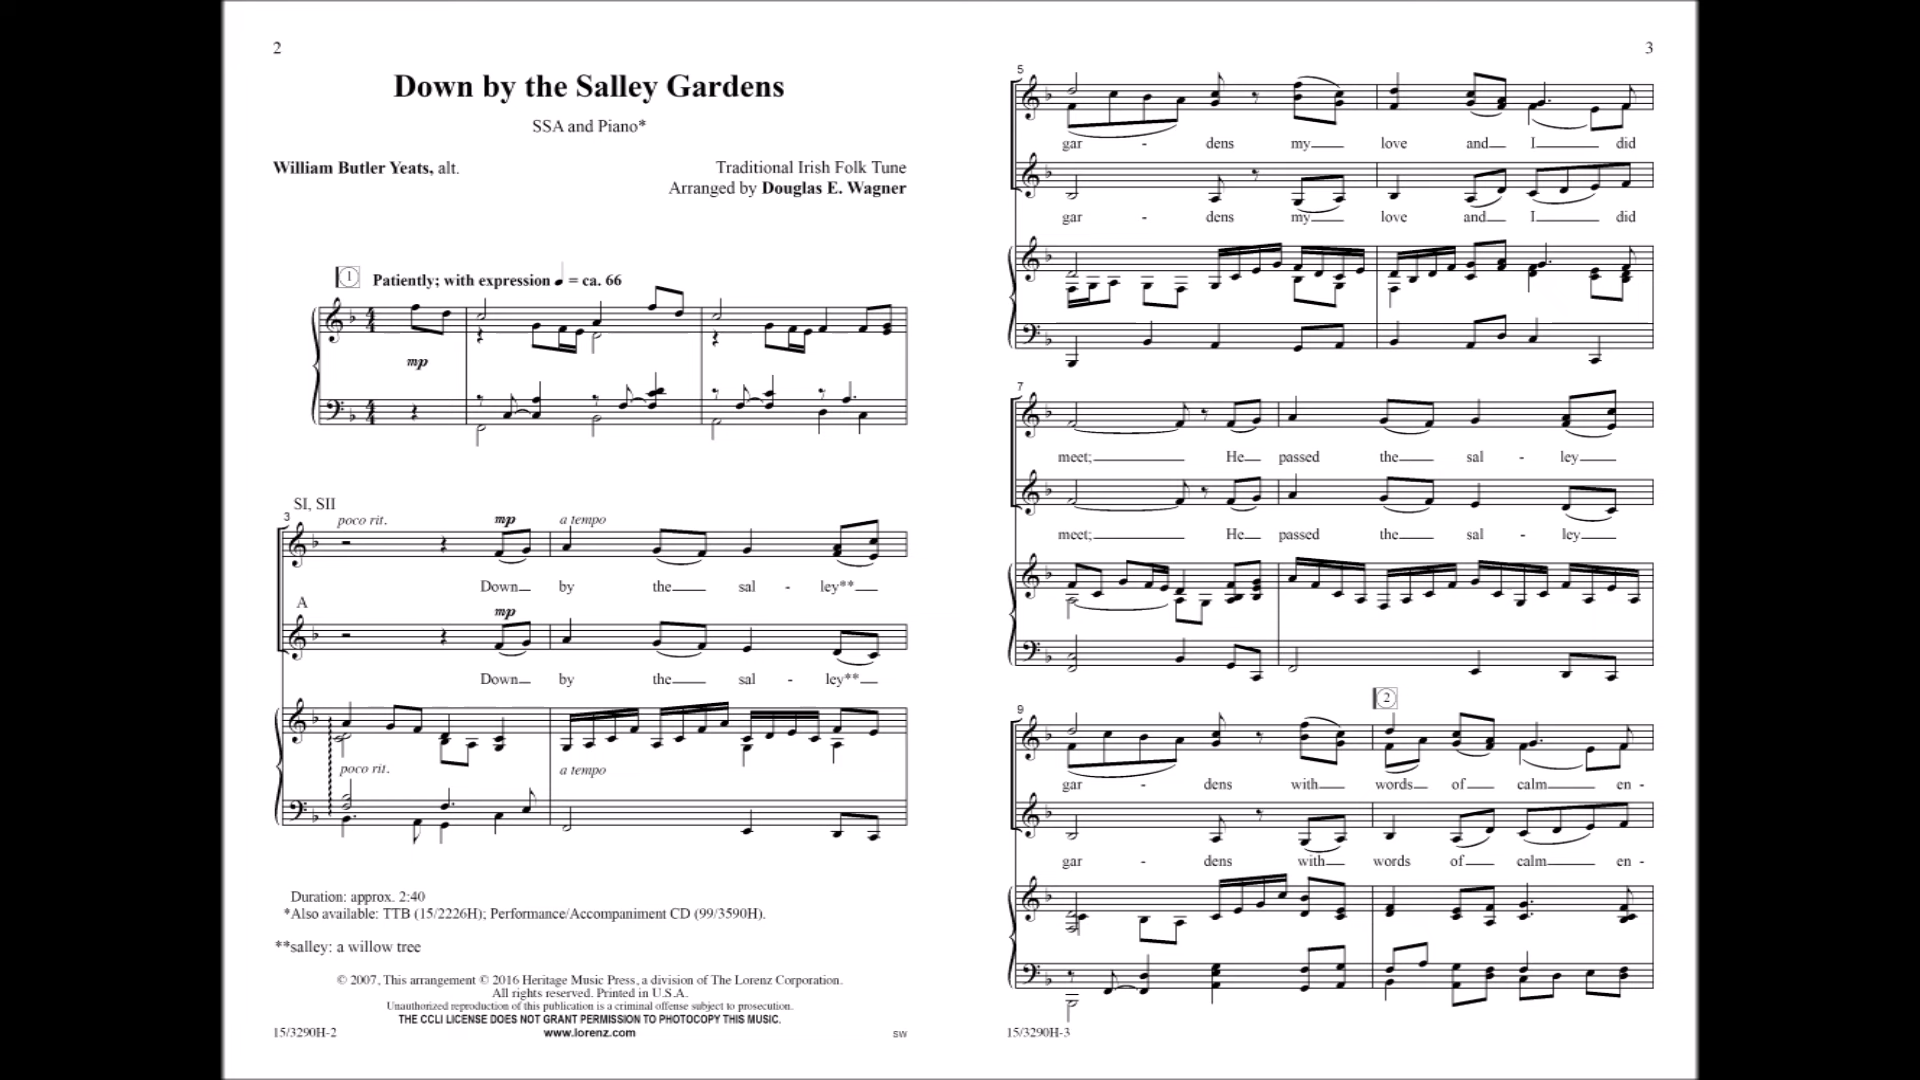 2
Down by the Salley Gardens
SSA and Piano*
William Butler Yeats, alt.
Traditional Irish Folk Tune
Arranged by Douglas E. Wagner
1
Patiently; with expression ♩ = ca. 66
mp
SI, SII
3
poco rit.
mp
a tempo
Down by the sal - ley**
A
mp
Down by the sal - ley**
poco rit.
a tempo
Duration: approx. 2:40
*Also available: TTB (15/2226H); Performance/Accompaniment CD (99/3590H).
**salley: a willow tree
© 2007, This arrangement © 2016 Heritage Music Press, a division of The Lorenz Corporation.
All rights reserved. Printed in U.S.A.
Unauthorized reproduction of this publication is a criminal offense subject to prosecution.
THE CCLI LICENSE DOES NOT GRANT PERMISSION TO PHOTOCOPY THIS MUSIC.
www.lorenz.com
15/3290H-2
SW
3
5
gar - dens my love and I did
gar - dens my love and I did
7
meet; He passed the sal - ley
meet; He passed the sal - ley
2
9
gar - dens with words of calm en -
gar - dens with words of calm en -
15/3290H-3